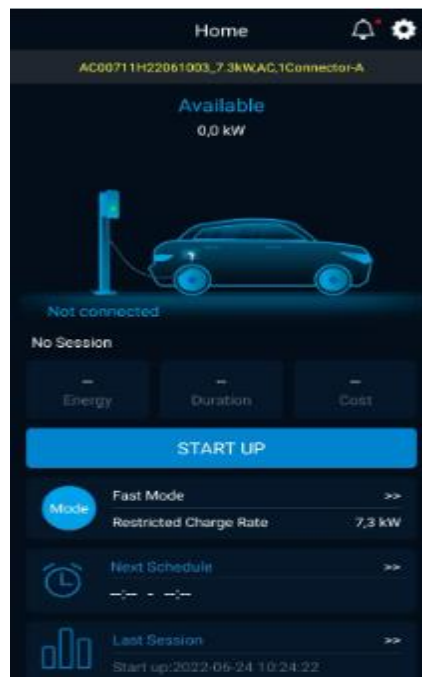 Home
AC00711H22061003_7.3kW,AC,1Connector-A
Available
0,0 kW
Not connected
No Session
-- -- --
Energy Duration Cost
START UP
Mode
Fast Mode >>
Restricted Charge Rate 7,3 kW
Next Schedule >>
--:-- - --:--
Last Session >>
Start up:2022-06-24 10:24:22